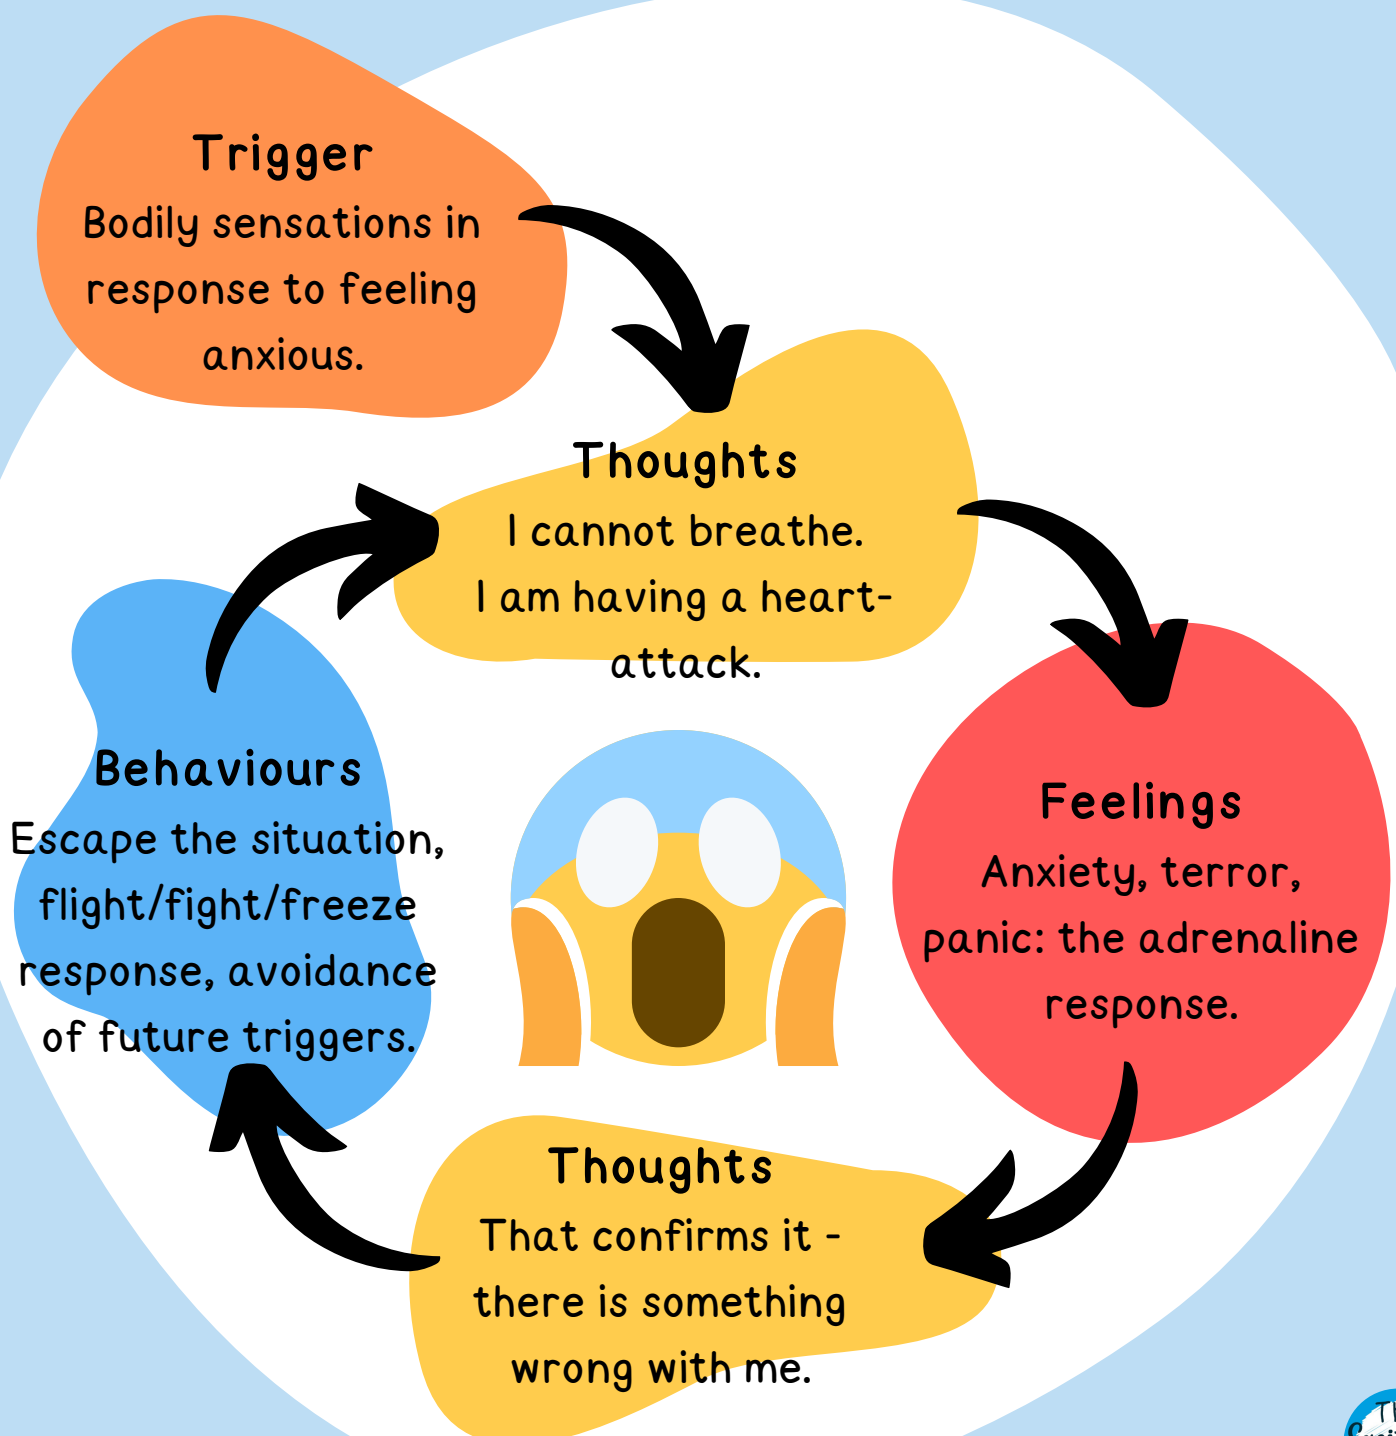 Trigger
Bodily sensations in
response to feeling
anxious.
Thoughts
I cannot breathe.
I am having a heart-
attack.
Feelings
Anxiety, terror,
panic: the adrenaline
response.
Thoughts
That confirms it -
there is something
wrong with me.
Behaviours
Escape the situation,
flight/fight/freeze
response, avoidance
of future triggers.